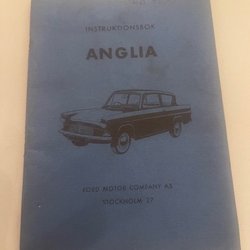 INSTRUKTIONSBOK
ANGLIA
FORD MOTOR COMPANY AB
STOCKHOLM 27